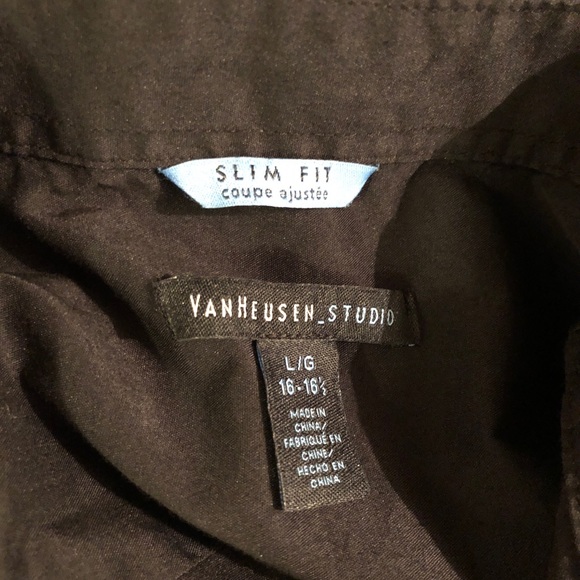 SLIM FIT
coupe ajustée
VANHEUSEN_STUDIO
L/G
16-16½
MADE IN
CHINA/
FABRIQUÉ EN
CHINE/
HECHO EN
CHINA